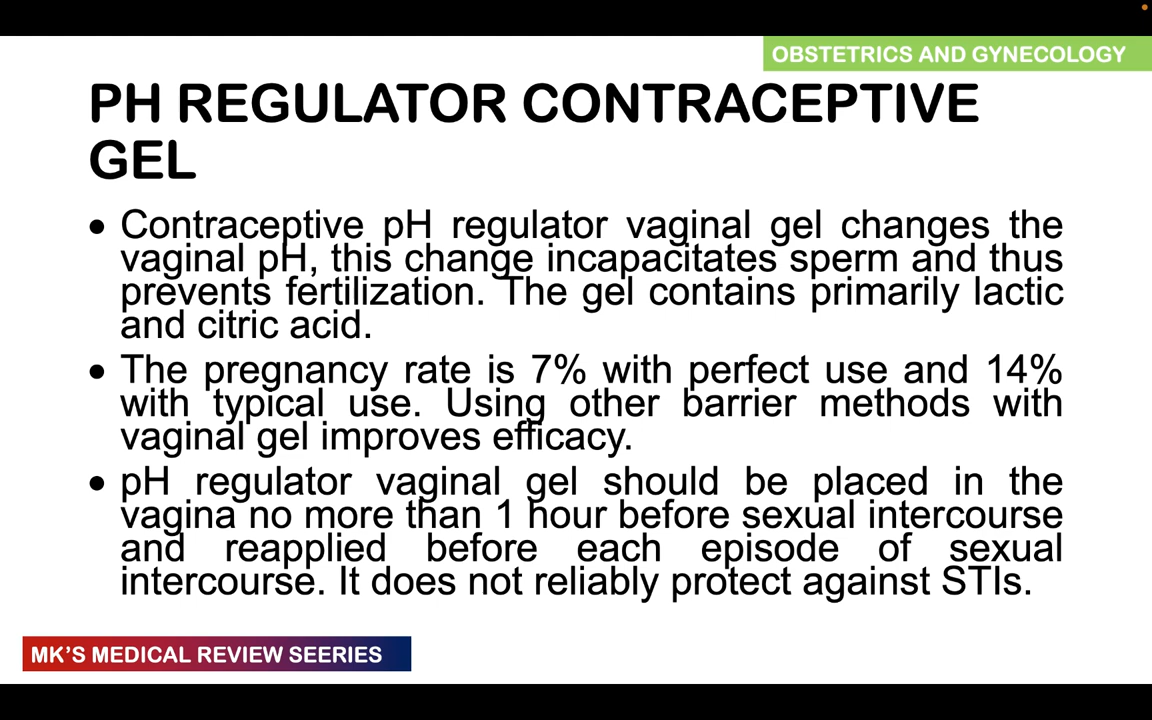 OBSTETRICS AND GYNECOLOGY
PH REGULATOR CONTRACEPTIVE
GEL
• Contraceptive pH regulator vaginal gel changes the
vaginal pH, this change incapacitates sperm and thus
prevents fertilization. The gel contains primarily lactic
and citric acid.
• The pregnancy rate is 7% with perfect use and 14%
with typical use. Using other barrier methods with
vaginal gel improves efficacy.
• pH regulator vaginal gel should be placed in the
vagina no more than 1 hour before sexual intercourse
and reapplied before each episode of sexual
intercourse. It does not reliably protect against STIs.
MK'S MEDICAL REVIEW SEERIES